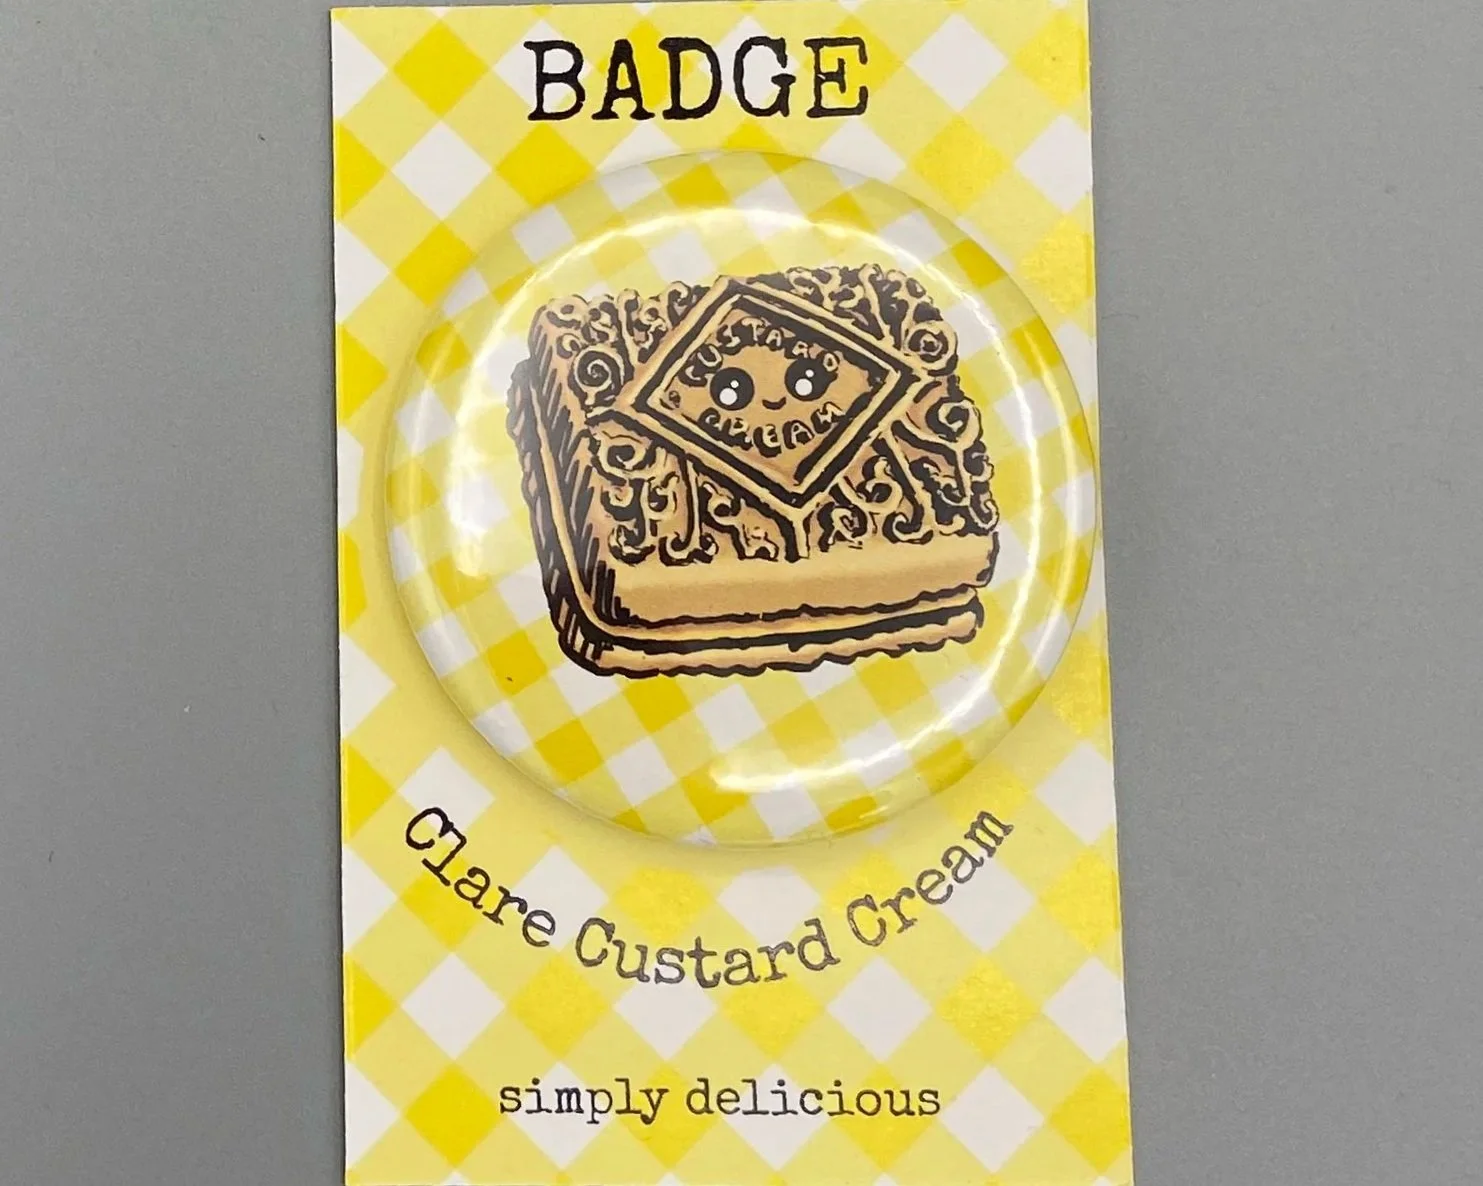 BADGE
CUSTARD
CREAM
Clare Custard Cream
simply delicious